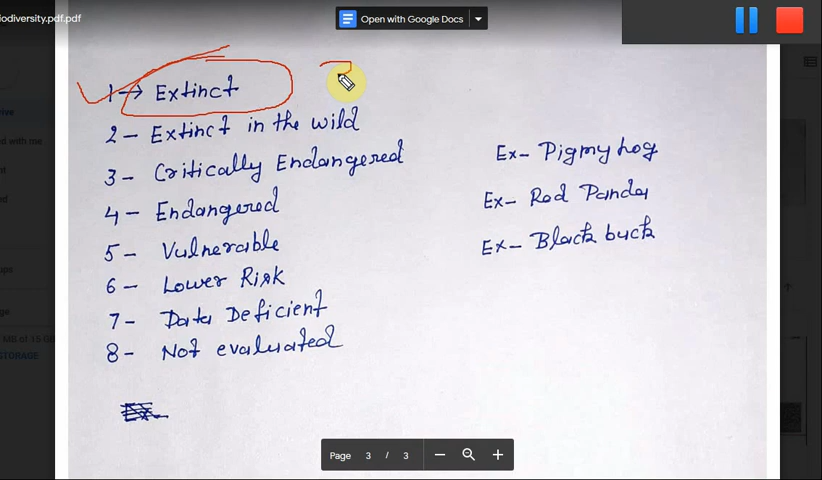 iodiversity.pdf.pdf
Open with Google Docs
1 → Extinct
2 - Extinct in the wild
3 - Critically Endangered Ex- Pigmy hog
4 - Endangered Ex- Red Panda
5 - Vulnerable Ex- Black buck
6 - Lower Risk
7 - Data Deficient
8 - Not evaluated
Page 3 / 3